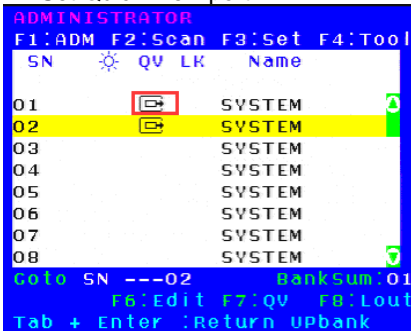 ADMINISTRATOR
F1:ADM F2:Scan F3:Set F4:Tool
SN QV LK Name
01 SYSTEM
02 SYSTEM
03 SYSTEM
04 SYSTEM
05 SYSTEM
06 SYSTEM
07 SYSTEM
08 SYSTEM
Goto SN ---02 BankSum:01
F6:Edit F7:QV F8:Lout
Tab + Enter :Return UPbank